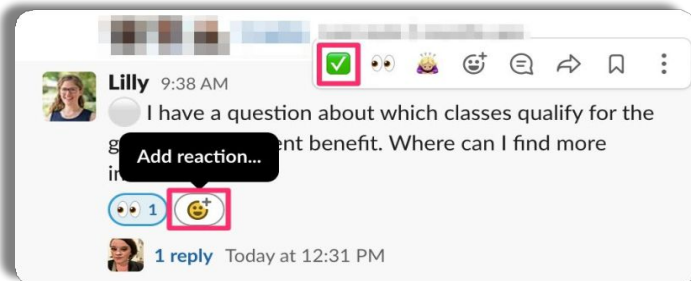 Lilly 9:38 AM
I have a question about which classes qualify for the
g ent benefit. Where can I find more
Add reaction...
in
1
1 reply Today at 12:31 PM